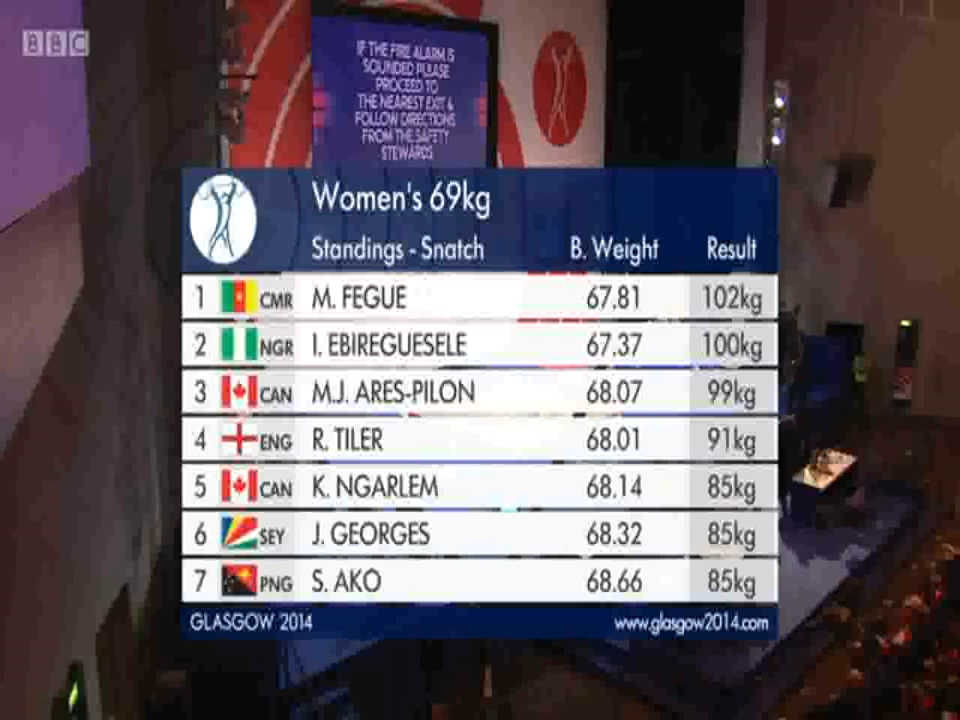 BBC
IF THE FIRE ALARM IS
SOUNDED PLEASE
PROCEED TO
THE NEAREST EXIT &
FOLLOW DIRECTIONS
FROM THE SAFETY
STEWARDS
Women's 69kg
Standings - Snatch B. Weight Result
1 CMR M. FEGUE 67.81 102kg
2 NGR I. EBIREGUESELE 67.37 100kg
3 CAN M.J. ARES-PILON 68.07 99kg
4 ENG R. TILER 68.01 91kg
5 CAN K. NGARLEM 68.14 85kg
6 SEY J. GEORGES 68.32 85kg
7 PNG S. AKO 68.66 85kg
GLASGOW 2014 www.glasgow2014.com